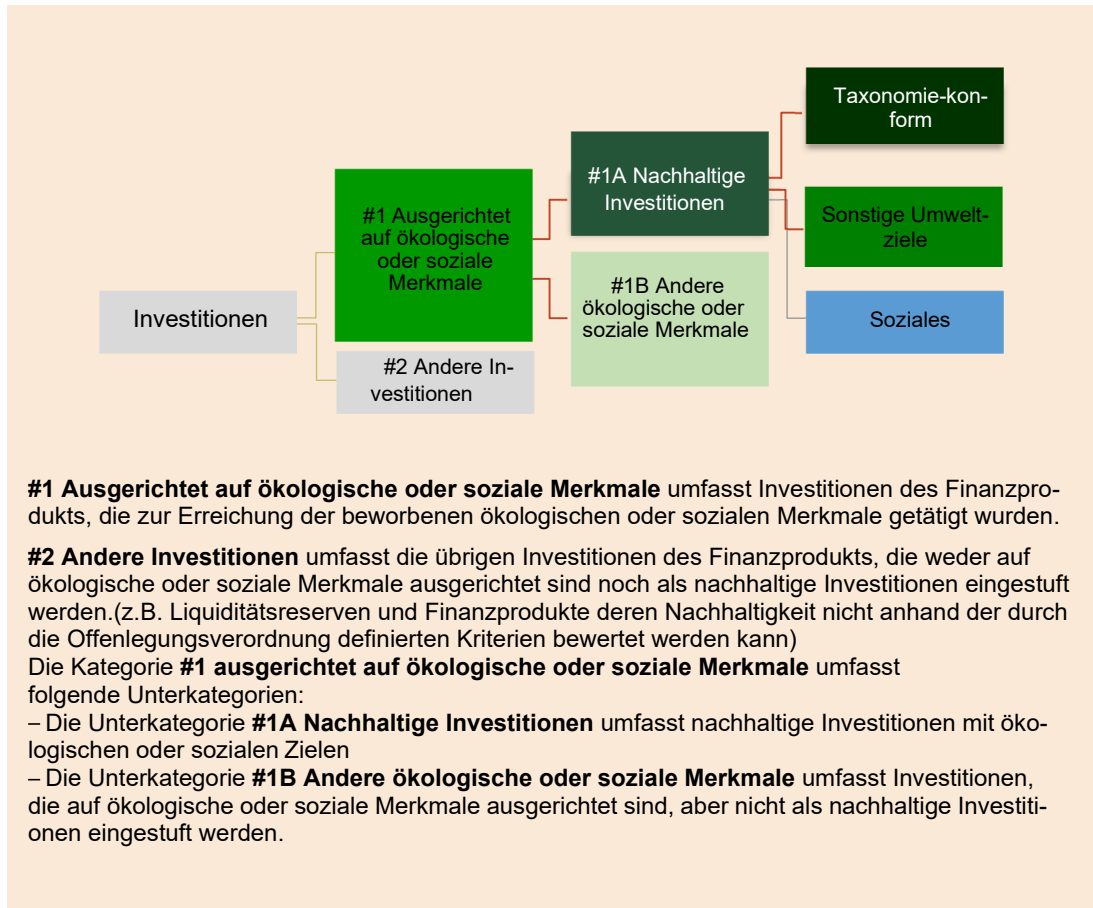 Taxonomie-kon-
form
#1A Nachhaltige
Investitionen
#1 Ausgerichtet
auf ökologische
oder soziale
Merkmale
Sonstige Umwelt-
ziele
#1B Andere
ökologische oder
soziale Merkmale
Investitionen
Soziales
#2 Andere In-
vestitionen
#1 Ausgerichtet auf ökologische oder soziale Merkmale umfasst Investitionen des Finanzpro-
dukts, die zur Erreichung der beworbenen ökologischen oder sozialen Merkmale getätigt wurden.
#2 Andere Investitionen umfasst die übrigen Investitionen des Finanzprodukts, die weder auf
ökologische oder soziale Merkmale ausgerichtet sind noch als nachhaltige Investitionen eingestuft
werden.(z.B. Liquiditätsreserven und Finanzprodukte deren Nachhaltigkeit nicht anhand der durch
die Offenlegungsverordnung definierten Kriterien bewertet werden kann)
Die Kategorie #1 ausgerichtet auf ökologische oder soziale Merkmale umfasst
folgende Unterkategorien:
– Die Unterkategorie #1A Nachhaltige Investitionen umfasst nachhaltige Investitionen mit öko-
logischen oder sozialen Zielen
– Die Unterkategorie #1B Andere ökologische oder soziale Merkmale umfasst Investitionen,
die auf ökologische oder soziale Merkmale ausgerichtet sind, aber nicht als nachhaltige Investiti-
onen eingestuft werden.